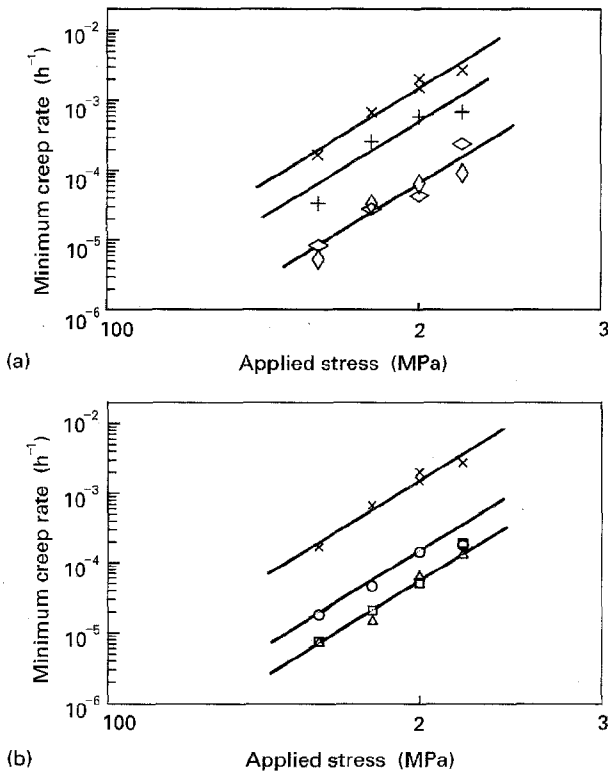 10⁻²
10⁻³
10⁻⁴
10⁻⁵
10⁻⁶
Minimum creep rate (h⁻¹)
100
2
3
(a)
Applied stress (MPa)
10⁻²
10⁻³
10⁻⁴
10⁻⁵
10⁻⁶
Minimum creep rate (h⁻¹)
100
2
3
(b)
Applied stress (MPa)